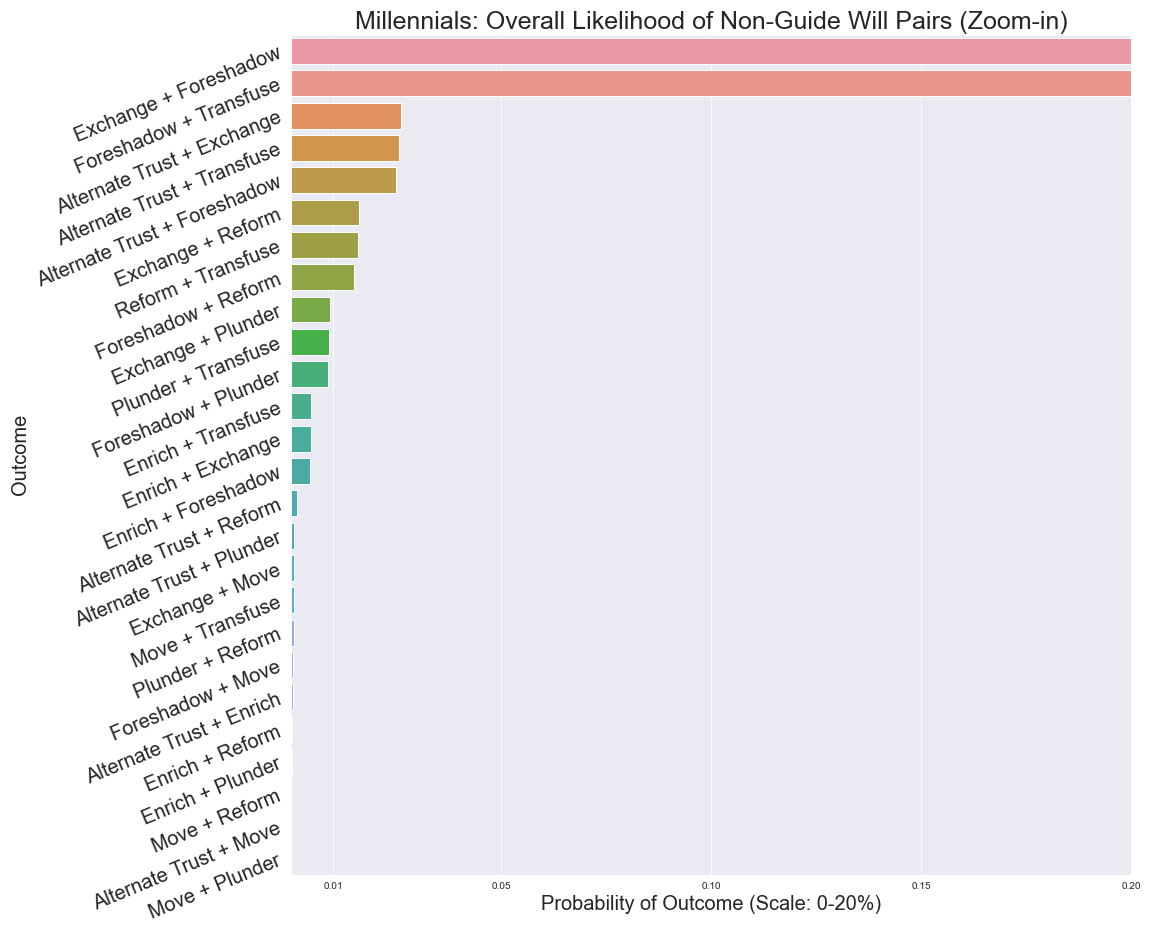 Millennials: Overall Likelihood of Non-Guide Will Pairs (Zoom-in)
Exchange + Foreshadow
Foreshadow + Transfuse
Alternate Trust + Exchange
Alternate Trust + Transfuse
Alternate Trust + Foreshadow
Exchange + Reform
Reform + Transfuse
Foreshadow + Reform
Exchange + Plunder
Plunder + Transfuse
Foreshadow + Plunder
Enrich + Transfuse
Enrich + Exchange
Enrich + Foreshadow
Alternate Trust + Reform
Alternate Trust + Plunder
Exchange + Move
Move + Transfuse
Plunder + Reform
Foreshadow + Move
Alternate Trust + Enrich
Enrich + Reform
Enrich + Plunder
Move + Reform
Alternate Trust + Move
Move + Plunder
Outcome
0.01 0.05 0.10 0.15 0.20
Probability of Outcome (Scale: 0-20%)